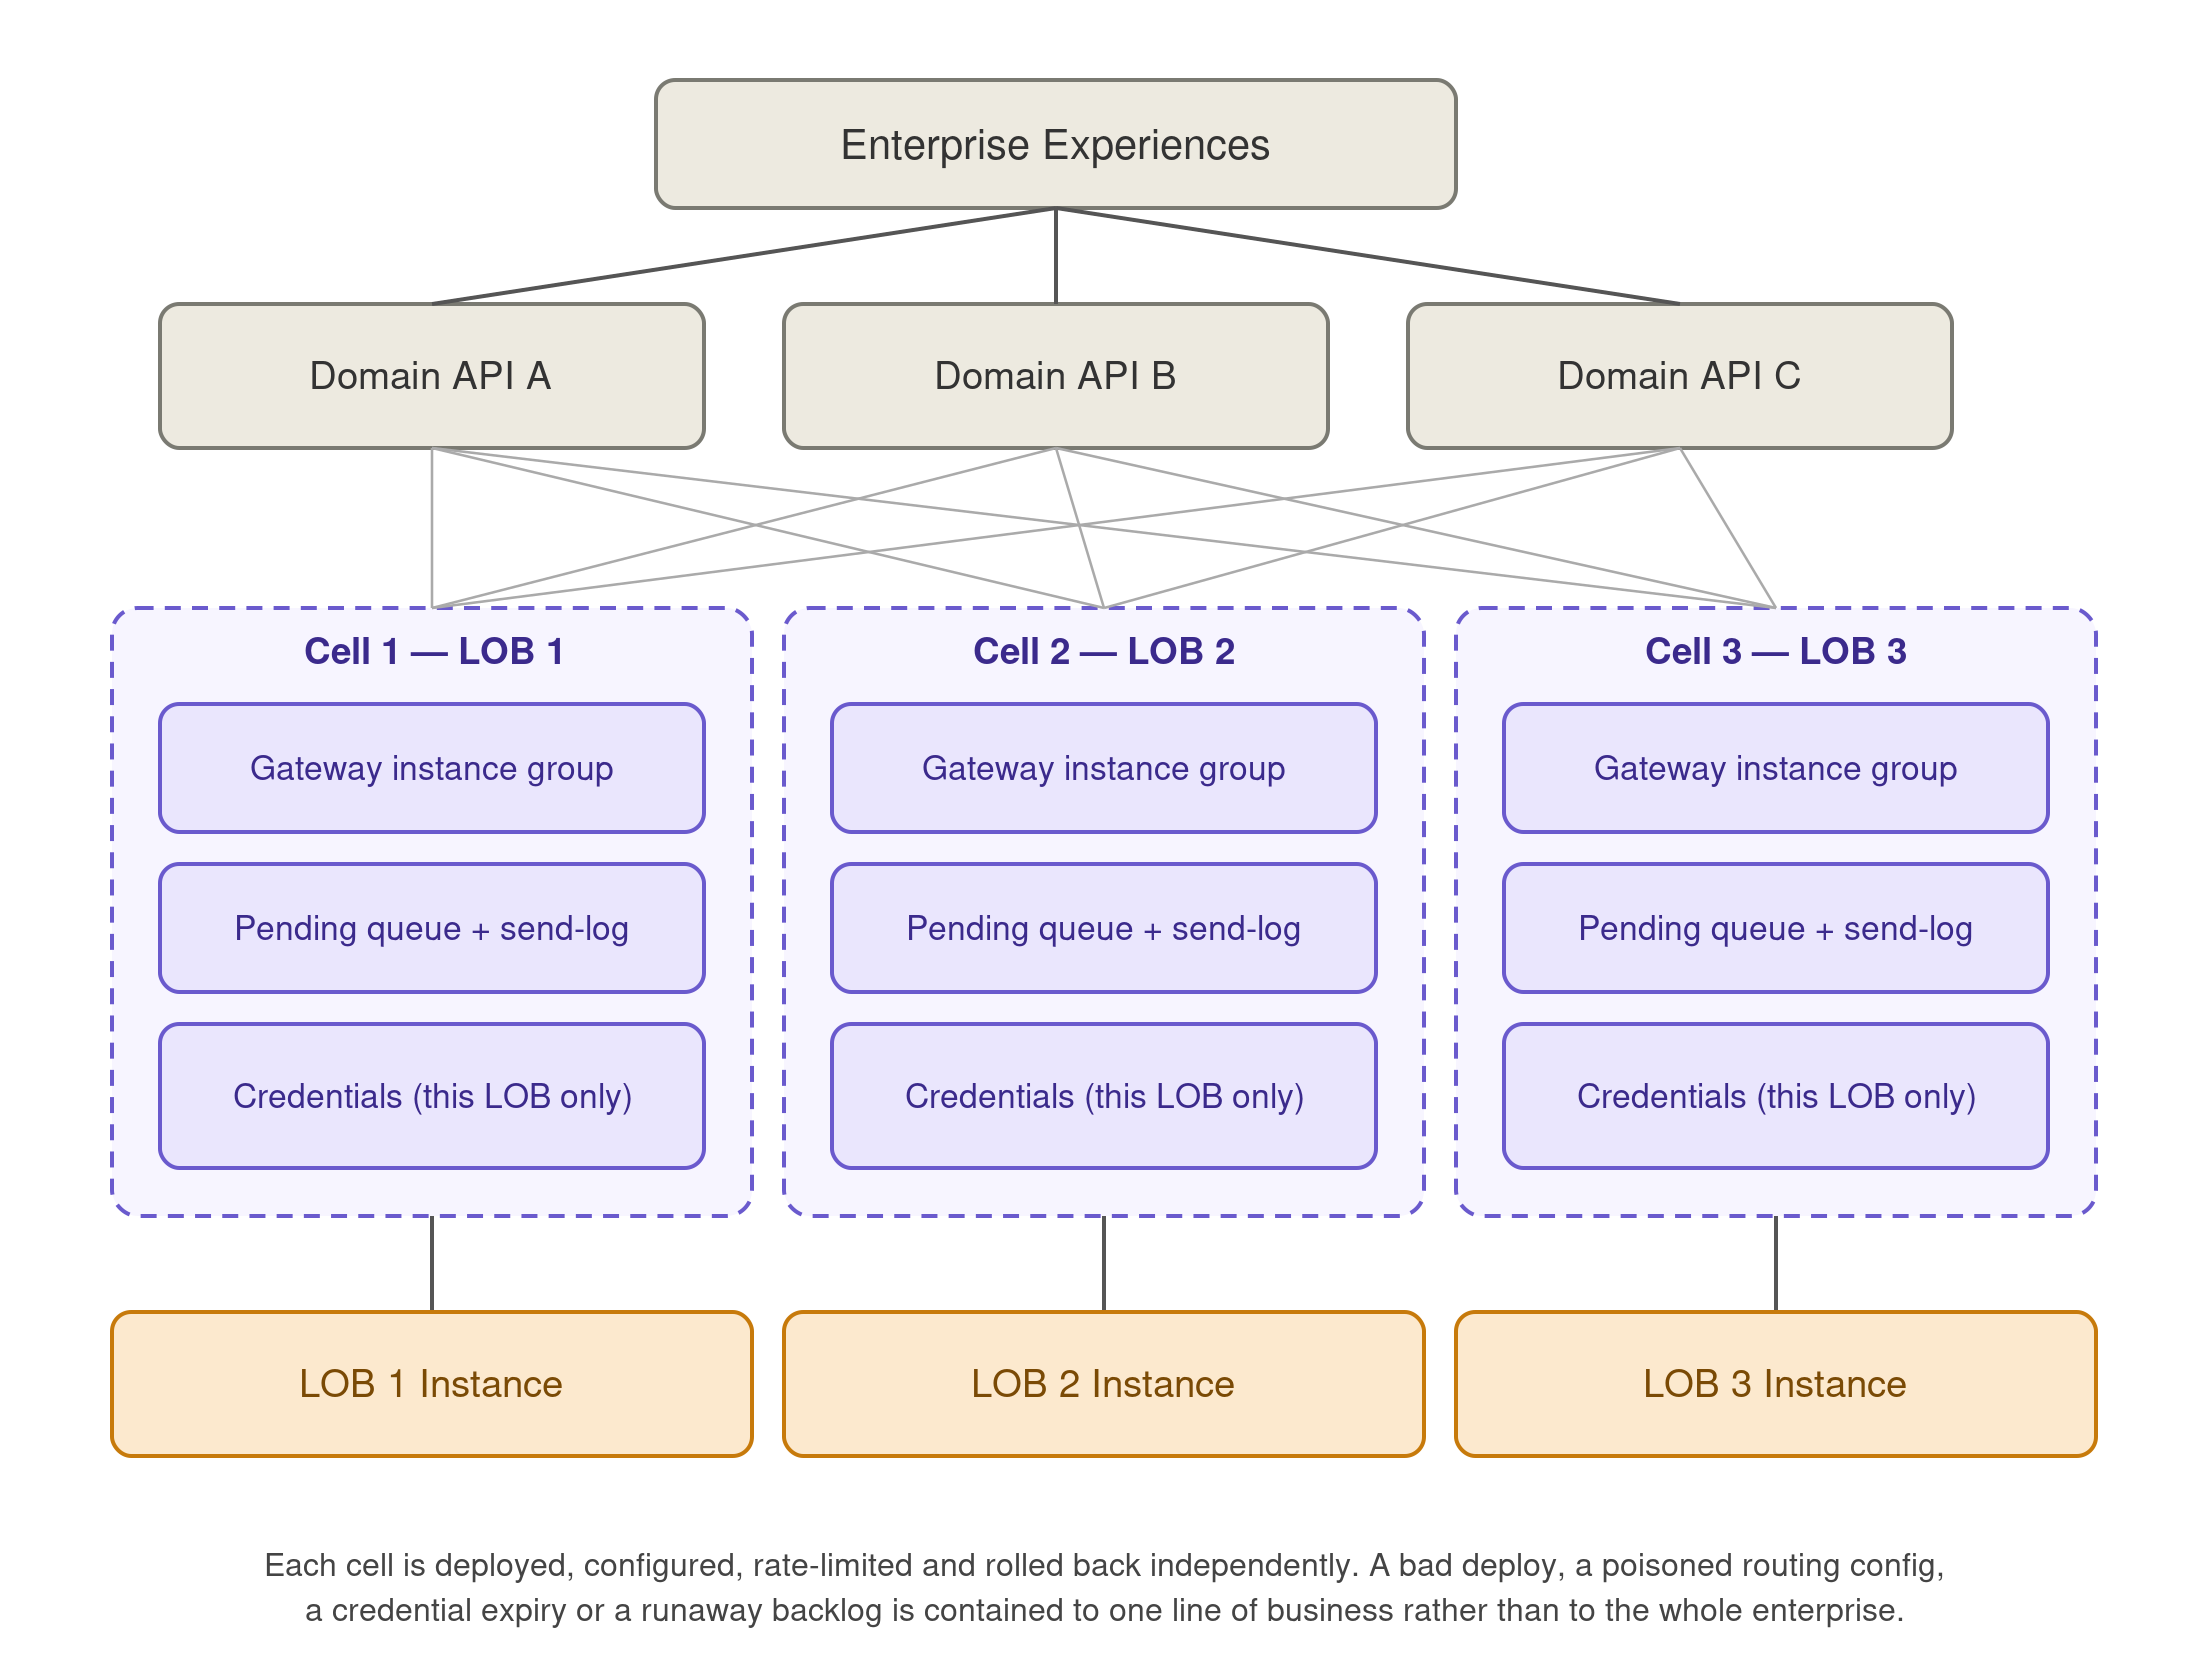 Enterprise Experiences
Domain API A
Domain API B
Domain API C
Cell 1 — LOB 1
Cell 2 — LOB 2
Cell 3 — LOB 3
Gateway instance group
Gateway instance group
Gateway instance group
Pending queue + send-log
Pending queue + send-log
Pending queue + send-log
Credentials (this LOB only)
Credentials (this LOB only)
Credentials (this LOB only)
LOB 1 Instance
LOB 2 Instance
LOB 3 Instance
Each cell is deployed, configured, rate-limited and rolled back independently. A bad deploy, a poisoned routing config,
a credential expiry or a runaway backlog is contained to one line of business rather than to the whole enterprise.